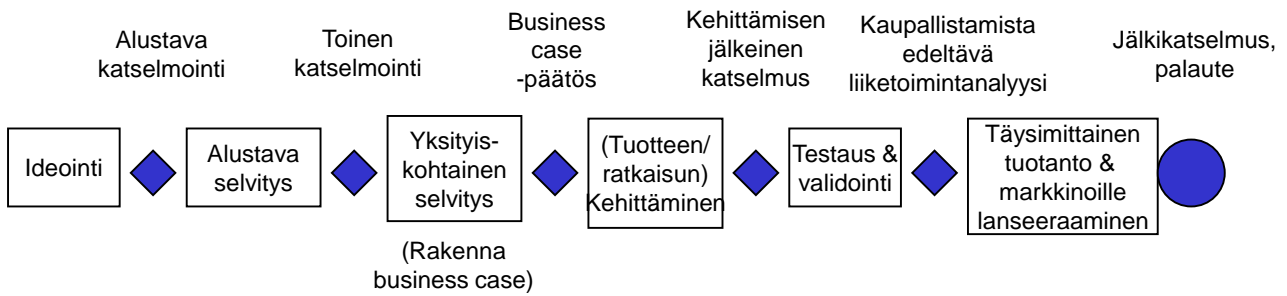 Alustava
katselmointi
Toinen
katselmointi
Business
case
-päätös
Kehittämisen
jälkeinen
katselmus
Kaupallistamista
edeltävä
liiketoimintanalyysi
Jälkikatselmus,
palaute
Ideointi
Alustava
selvitys
Yksityis-
kohtainen
selvitys
(Tuotteen/
ratkaisun)
Kehittäminen
Testaus &
validointi
Täysimittainen
tuotanto &
markkinoille
lanseeraaminen
(Rakenna
business case)